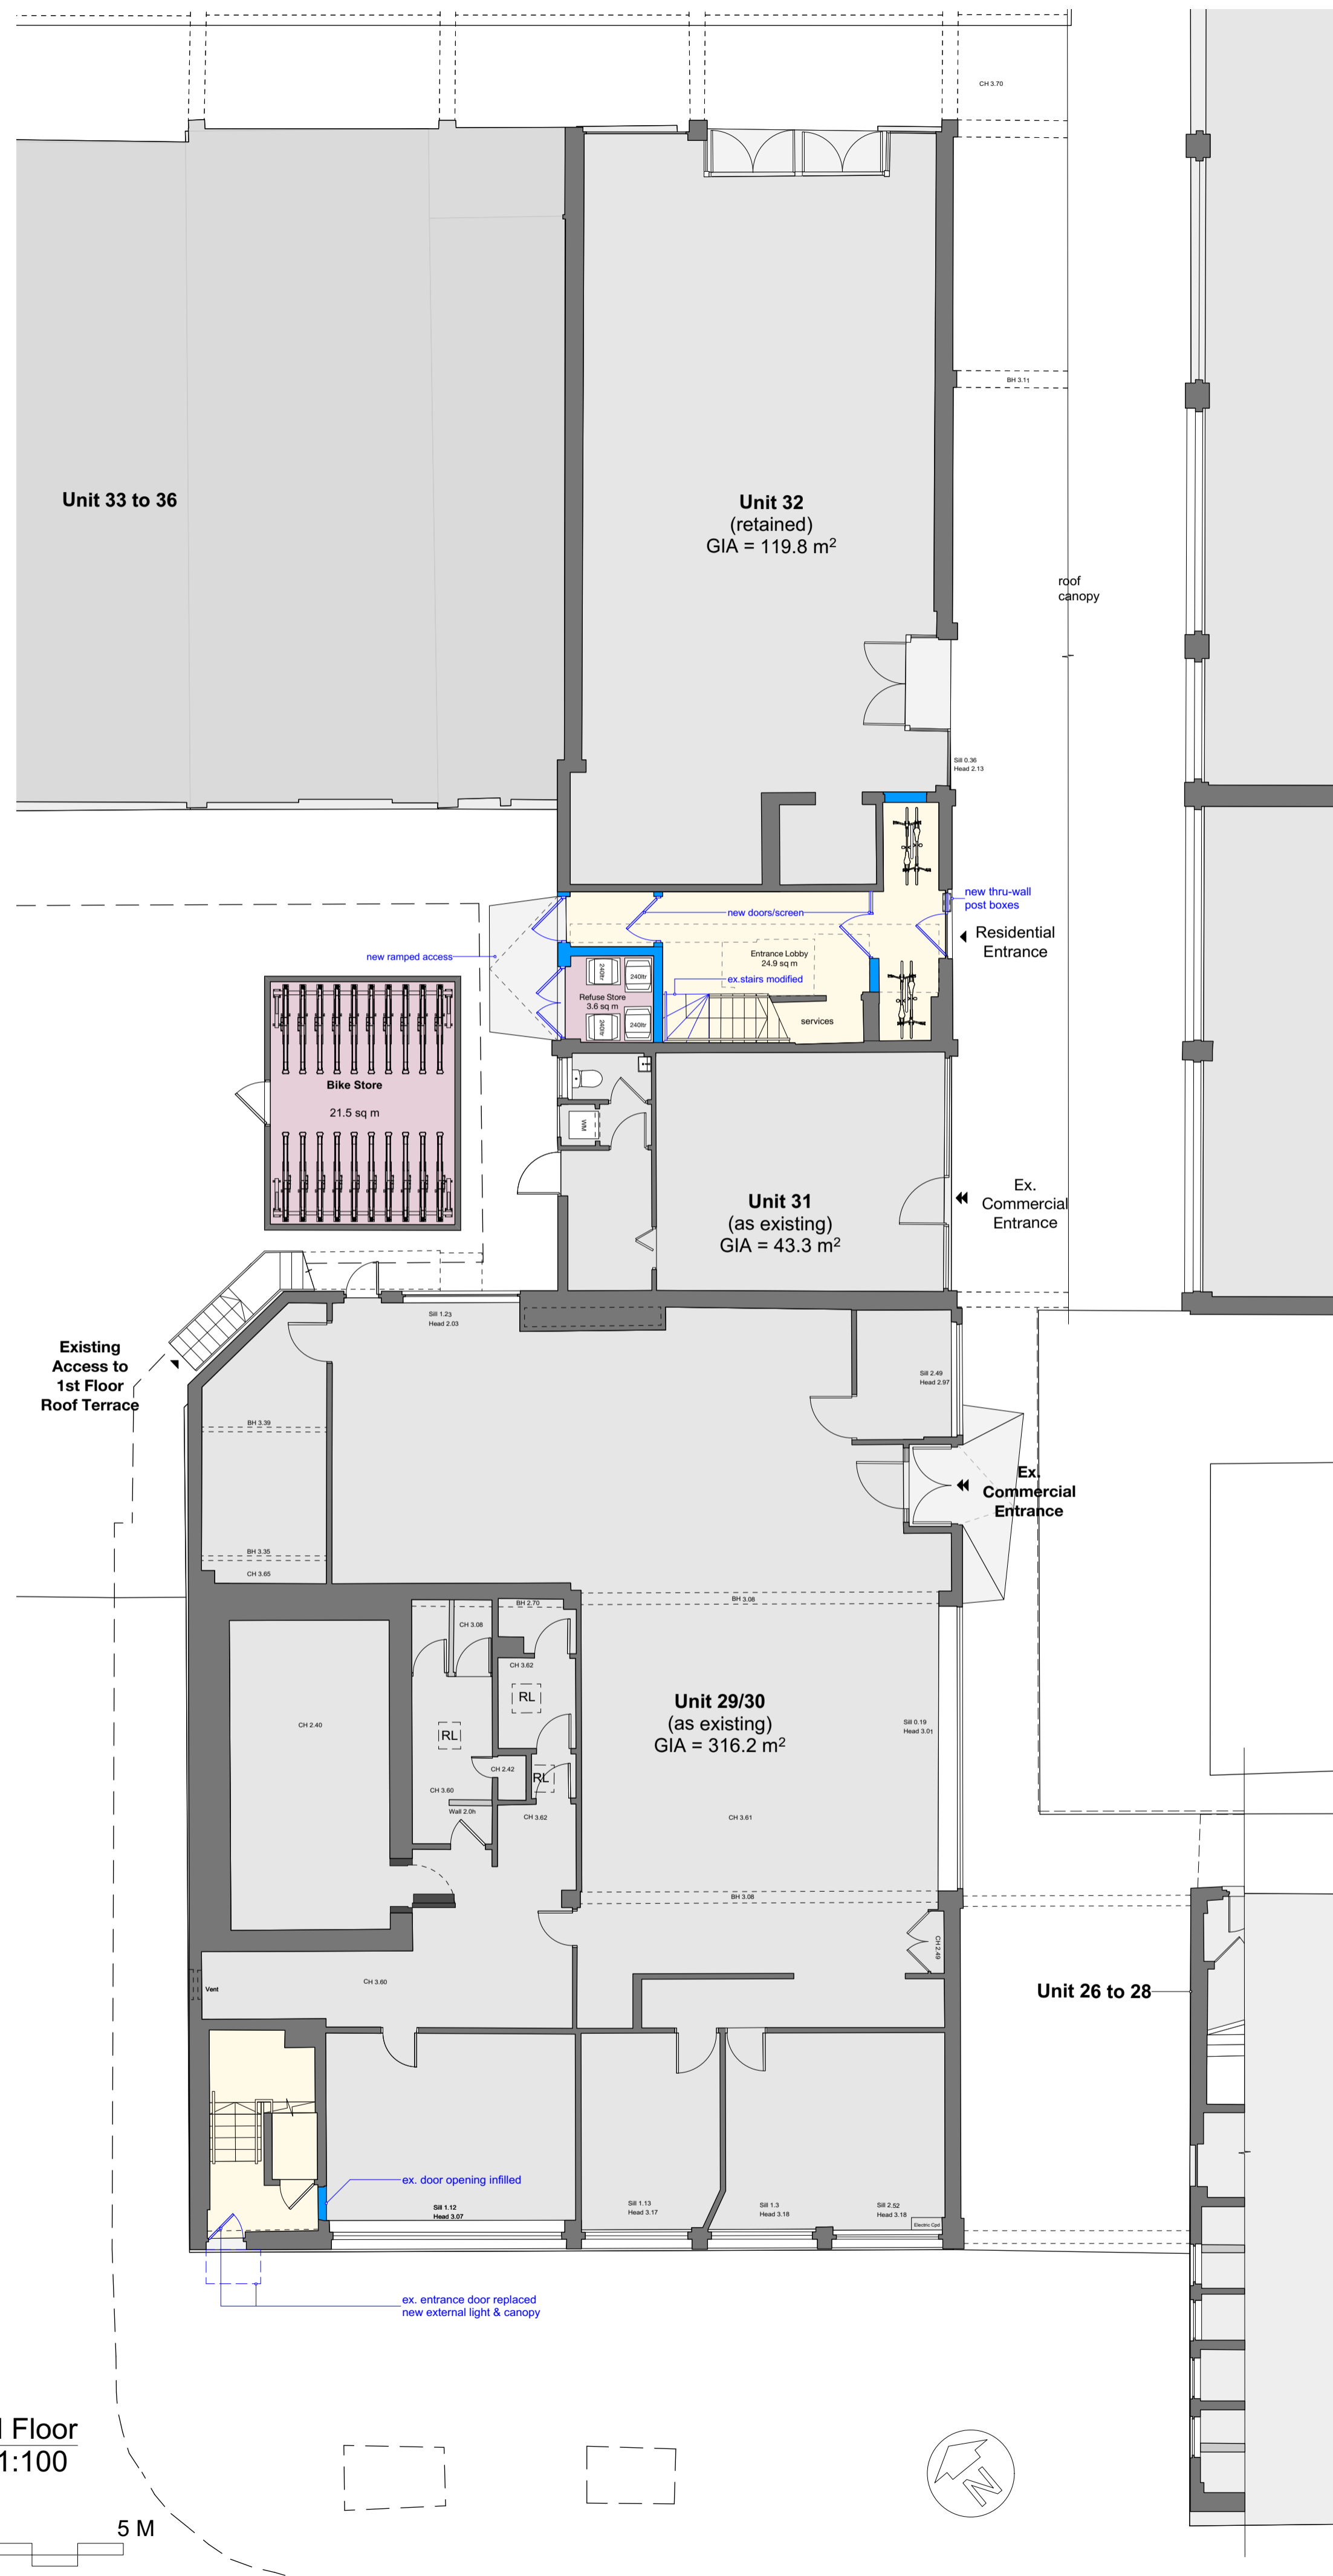 CH 3.70
BH 3.11
Unit 33 to 36
Unit 32
(retained)
GIA = 119.8 m²
roof
canopy
Sill 0.36
Head 2.13
new thru-wall
post boxes
new doors/screen
Residential
Entrance
new ramped access
Entrance Lobby
24.9 sq m
ex.stairs modified
240ltr
240ltr
Refuse Store
3.6 sq m
240ltr
240ltr
services
Bike Store
21.5 sq m
WM
Unit 31
(as existing)
GIA = 43.3 m²
Ex.
Commercial
Entrance
Sill 1.23
Head 2.03
Existing
Access to
1st Floor
Roof Terrace
Sill 2.49
Head 2.97
BH 3.39
Ex.
Commercial
Entrance
BH 3.35
CH 3.65
BH 2.70
BH 3.08
CH 3.08
CH 3.62
RL
Unit 29/30
(as existing)
GIA = 316.2 m²
Sill 0.19
Head 3.01
CH 2.40
RL
CH 2.42
RL
CH 3.60
Wall 2.0h
CH 3.62
CH 3.61
BH 3.08
CH 2.49
CH 3.60
Vent
Unit 26 to 28
ex. door opening infilled
Sill 1.12
Head 3.07
Sill 1.13
Head 3.17
Sill 1.3
Head 3.18
Sill 2.52
Head 3.18
Electric Cpd
ex. entrance door replaced
new external light & canopy
Floor
1:100
N
5 M